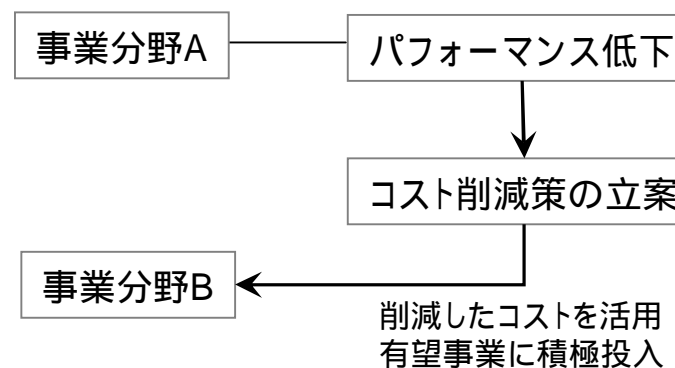 事業分野A
パフォーマンス低下
コスト削減策の立案
事業分野B
削減したコストを活用
有望事業に積極投入